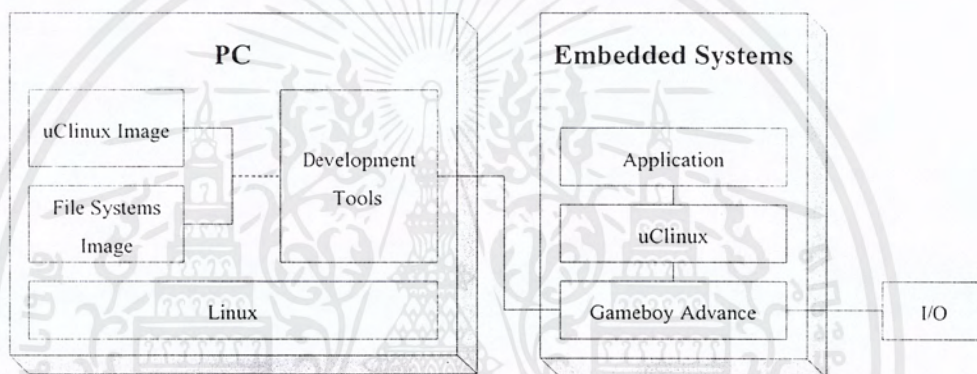 PC
uClinux Image
File Systems
Image
Development
Tools
Linux
Embedded Systems
Application
uClinux
Gameboy Advance
I/O